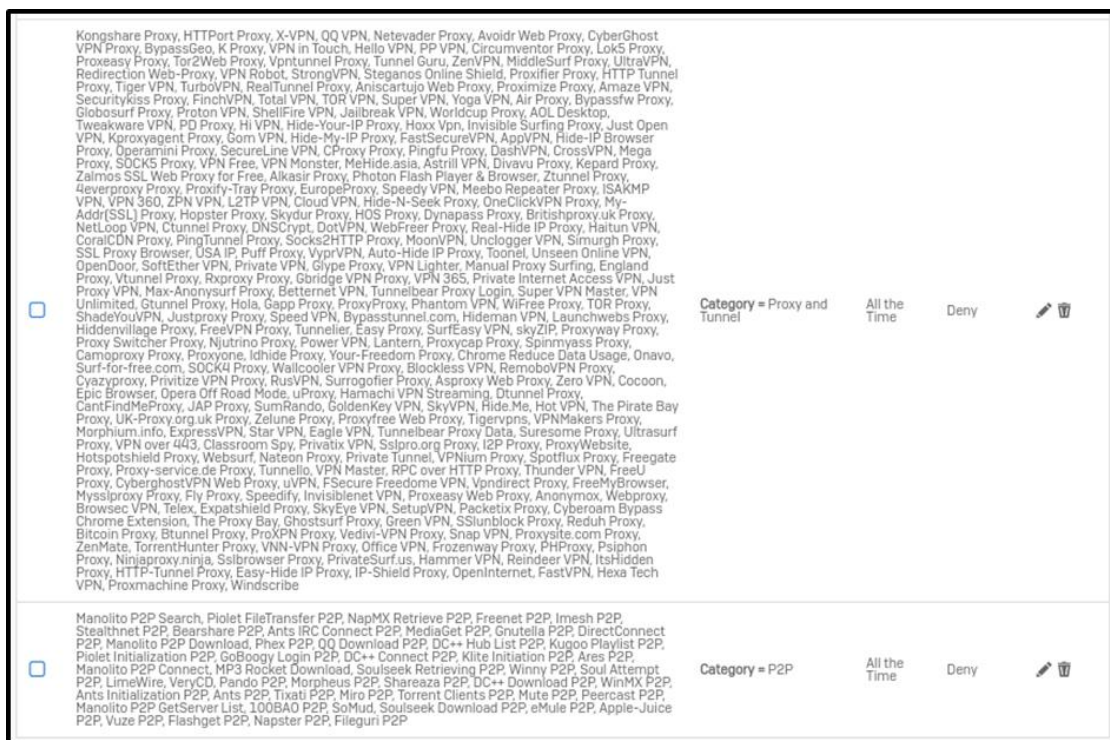 Kongshare Proxy, HTTPort Proxy, X-VPN, QQ VPN, Netevader Proxy, Avoidr Web Proxy, CyberGhost
VPN Proxy, BypassGeo, K Proxy, VPN in Touch, Hello VPN, PP VPN, Circumventor Proxy, Lok5 Proxy,
Proxeasy Proxy, Tor2Web Proxy, Vpntunnel Proxy, Tunnel Guru, ZenVPN, MiddleSurf Proxy, UltraVPN,
Redirection Web-Proxy, VPN Robot, StrongVPN, Steganos Online Shield, Proxifier Proxy, HTTP Tunnel
Proxy, Tiger VPN, TurboVPN, RealTunnel Proxy, Aniscartujo Web Proxy, Proximize Proxy, Amaze VPN,
Securitykiss Proxy, FinchVPN, Total VPN, TOR VPN, Super VPN, Yoga VPN, Air Proxy, Bypassfw Proxy,
Globosurf Proxy, Proton VPN, ShellFire VPN, Jailbreak VPN, Worldcup Proxy, AOL Desktop,
Tweakware VPN, PD Proxy, Hi VPN, Hide-Your-IP Proxy, Hoxx Vpn, Invisible Surfing Proxy, Just Open
VPN, Kproxyagent Proxy, Gom VPN, Hide-My-IP Proxy, FastSecureVPN, AppVPN, Hide-IP Browser
Proxy, Operamini Proxy, SecureLine VPN, CProxy Proxy, Pingfu Proxy, DashVPN, CrossVPN, Mega
Proxy, SOCK5 Proxy, VPN Free, VPN Monster, MeHide.asia, Astrill VPN, Divavu Proxy, Kepard Proxy,
Zalmos SSL Web Proxy for Free, Alkasir Proxy, Photon Flash Player & Browser, Ztunnel Proxy,
4everproxy Proxy, Proxify-Tray Proxy, EuropeProxy, Speedy VPN, Meebo Repeater Proxy, ISAKMP
VPN, VPN 360, ZPN VPN, L2TP VPN, Cloud VPN, Hide-N-Seek Proxy, OneClickVPN Proxy, My-
Addr(SSL) Proxy, Hopster Proxy, Skydur Proxy, HOS Proxy, Dynapass Proxy, Britishproxy.uk Proxy,
NetLoop VPN, Ctunnel Proxy, DNSCrypt, DotVPN, WebFreer Proxy, Real-Hide IP Proxy, Haitun VPN,
CoralCDN Proxy, PingTunnel Proxy, Socks2HTTP Proxy, MoonVPN, Unclogger VPN, Simurgh Proxy,
SSL Proxy Browser, USA IP, Puff Proxy, VyprVPN, Auto-Hide IP Proxy, Toonel, Unseen Online VPN,
OpenDoor, SoftEther VPN, Private VPN, Glype Proxy, VPN Lighter, Manual Proxy Surfing, England
Proxy, Vtunnel Proxy, Rxproxy Proxy, Gbridge VPN Proxy, VPN 365, Private Internet Access VPN, Just
Proxy VPN, Max-Anonysurf Proxy, Betternet VPN, Tunnelbear Proxy Login, Super VPN Master, VPN
Unlimited, Gtunnel Proxy, Hola, Gapp Proxy, ProxyProxy, Phantom VPN, WiFree Proxy, TOR Proxy,
ShadeYouVPN, Justproxy Proxy, Speed VPN, Bypasstunnel.com, Hideman VPN, Launchwebs Proxy,
Hiddenvillage Proxy, FreeVPN Proxy, Tunnelier, Easy Proxy, SurfEasy VPN, skyZIP, Proxyway Proxy,
Proxy Switcher Proxy, Njutrino Proxy, Power VPN, Lantern, Proxycap Proxy, Spinmyass Proxy,
Camoproxy Proxy, Proxyone, Idhide Proxy, Your-Freedom Proxy, Chrome Reduce Data Usage, Onavo,
Surf-for-free.com, SOCK4 Proxy, Wallcooler VPN Proxy, Blockless VPN, RemoboVPN Proxy,
Cyazyproxy, Privitize VPN Proxy, RusVPN, Surrogofier Proxy, Asproxy Web Proxy, Zero VPN, Cocoon,
Epic Browser, Opera Off Road Mode, uProxy, Hamachi VPN Streaming, Dtunnel Proxy,
CantFindMeProxy, JAP Proxy, SumRando, GoldenKey VPN, SkyVPN, Hide.Me, Hot VPN, The Pirate Bay
Proxy, UK-Proxy.org.uk Proxy, Zelune Proxy, Proxyfree Web Proxy, Tigervpns, VPNMakers Proxy,
Morphium.info, ExpressVPN, Star VPN, Eagle VPN, Tunnelbear Proxy Data, Suresome Proxy, Ultrasurf
Proxy, VPN over 443, Classroom Spy, Privatix VPN, Sslpro.org Proxy, I2P Proxy, ProxyWebsite,
Hotspotshield Proxy, Websurf, Nateon Proxy, Private Tunnel, VPNium Proxy, Spotflux Proxy, Freegate
Proxy, Proxy-service.de Proxy, Tunnello, VPN Master, RPC over HTTP Proxy, Thunder VPN, FreeU
Proxy, CyberghostVPN Web Proxy, uVPN, FSecure Freedome VPN, Vpndirect Proxy, FreeMyBrowser,
Mysslproxy Proxy, Fly Proxy, Speedify, Invisiblenet VPN, Proxeasy Web Proxy, Anonymox, Webproxy,
Browsec VPN, Telex, Expatshield Proxy, SkyEye VPN, SetupVPN, Packetix Proxy, Cyberoam Bypass
Chrome Extension, The Proxy Bay, Ghostsurf Proxy, Green VPN, SSlunblock Proxy, Reduh Proxy,
Bitcoin Proxy, Btunnel Proxy, ProXPN Proxy, Vedivi-VPN Proxy, Snap VPN, Proxysite.com Proxy,
ZenMate, TorrentHunter Proxy, VNN-VPN Proxy, Office VPN, Frozenway Proxy, PHProxy, Psiphon
Proxy, Ninjaproxy.ninja, Sslbrowser Proxy, PrivateSurf.us, Hammer VPN, Reindeer VPN, ItsHidden
Proxy, HTTP-Tunnel Proxy, Easy-Hide IP Proxy, IP-Shield Proxy, OpenInternet, FastVPN, Hexa Tech
VPN, Proxmachine Proxy, Windscribe
Category = Proxy and
Tunnel
All the
Time
Deny
Manolito P2P Search, Piolet FileTransfer P2P, NapMX Retrieve P2P, Freenet P2P, Imesh P2P,
Stealthnet P2P, Bearshare P2P, Ants IRC Connect P2P, MediaGet P2P, Gnutella P2P, DirectConnect
P2P, Manolito P2P Download, Phex P2P, QQ Download P2P, DC++ Hub List P2P, Kugoo Playlist P2P,
Piolet Initialization P2P, GoBoogy Login P2P, DC++ Connect P2P, Klite Initiation P2P, Ares P2P,
Manolito P2P Connect, MP3 Rocket Download, Soulseek Retrieving P2P, Winny P2P, Soul Attempt
P2P, LimeWire, VeryCD, Pando P2P, Morpheus P2P, Shareaza P2P, DC++ Download P2P, WinMX P2P,
Ants Initialization P2P, Ants P2P, Tixati P2P, Miro P2P, Torrent Clients P2P, Mute P2P, Peercast P2P,
Manolito P2P GetServer List, 100BAO P2P, SoMud, Soulseek Download P2P, eMule P2P, Apple-Juice
P2P, Vuze P2P, Flashget P2P, Napster P2P, Fileguri P2P
Category = P2P
All the
Time
Deny